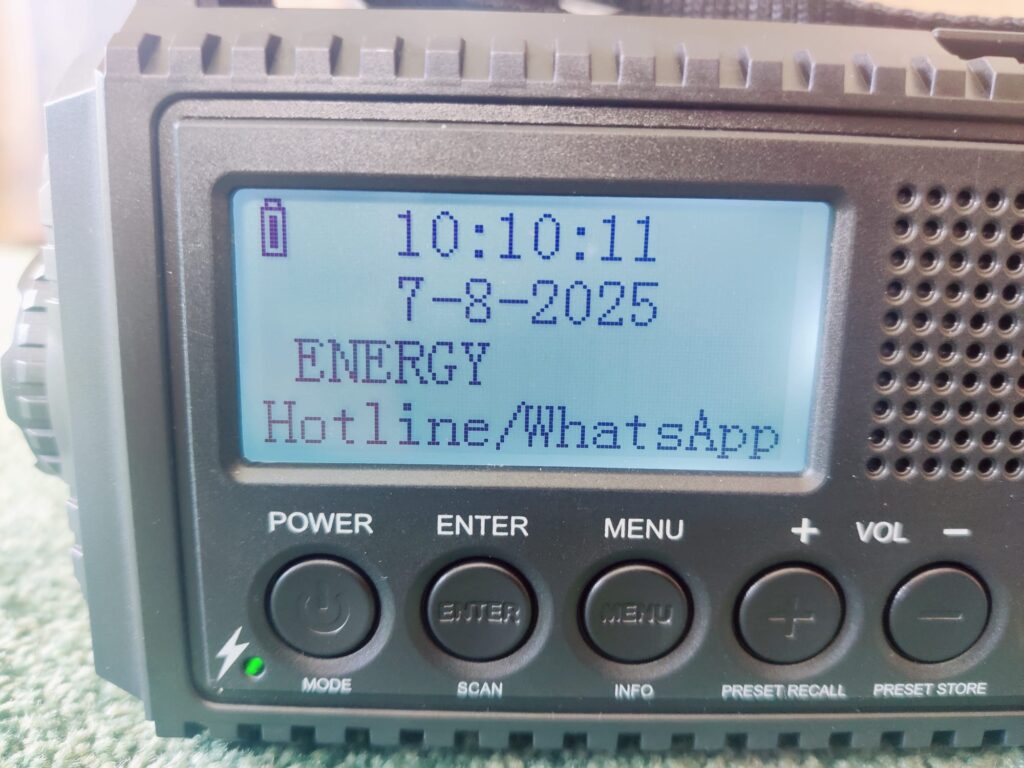 10:10:11
7-8-2025
ENERGY
Hotline/WhatsApp
POWER ENTER MENU + VOL −
ENTER MENU + −
MODE SCAN INFO PRESET RECALL PRESET STORE